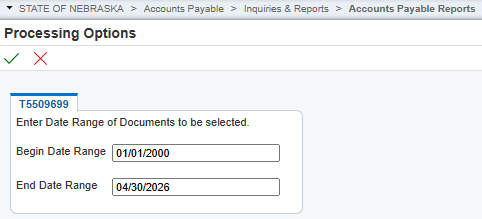 STATE OF NEBRASKA > Accounts Payable > Inquiries & Reports > Accounts Payable Reports
Processing Options
T5509699
Enter Date Range of Documents to be selected.
Begin Date Range 01/01/2000
End Date Range 04/30/2026